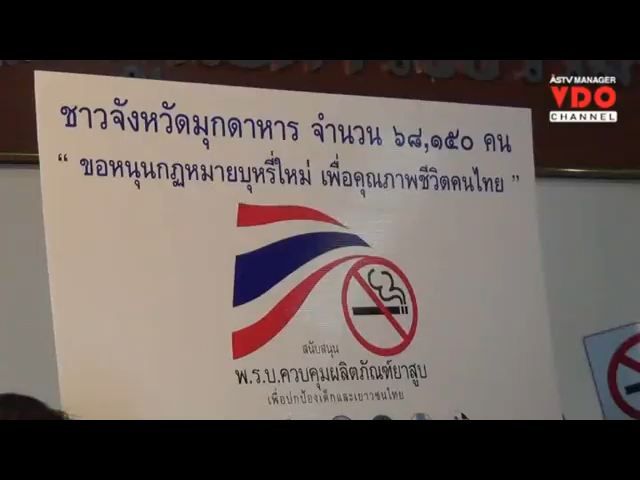 ASTV MANAGER
VDO
CHANNEL
ชาวจังหวัดมุกดาหาร จำนวน ๖๘,๑๕๐ คน
“ ขอหนุนกฎหมายบุหรี่ใหม่ เพื่อคุณภาพชีวิตคนไทย ”
สนับสนุน
พ.ร.บ.ควบคุมผลิตภัณฑ์ยาสูบ
เพื่อปกป้องเด็กและเยาวชนไทย